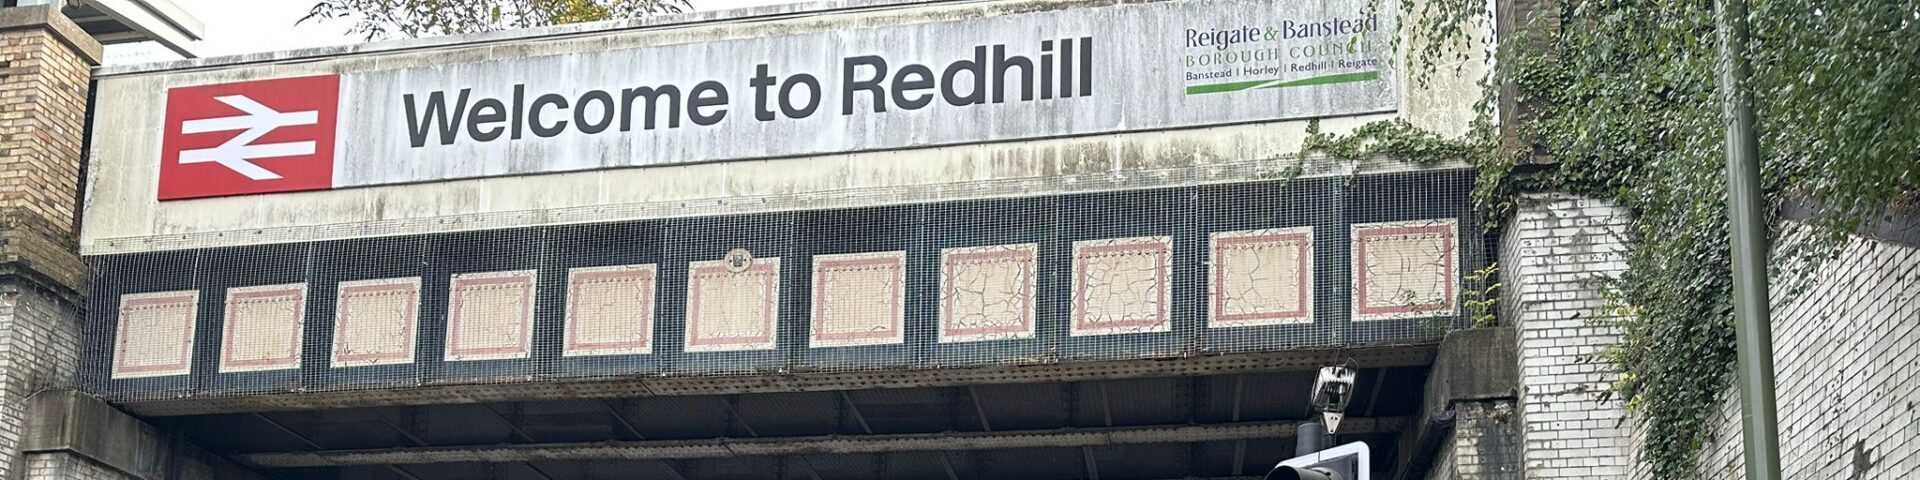 Welcome to Redhill
Reigate & Banstead
BOROUGH COUNCIL
Banstead | Horley | Redhill | Reigate